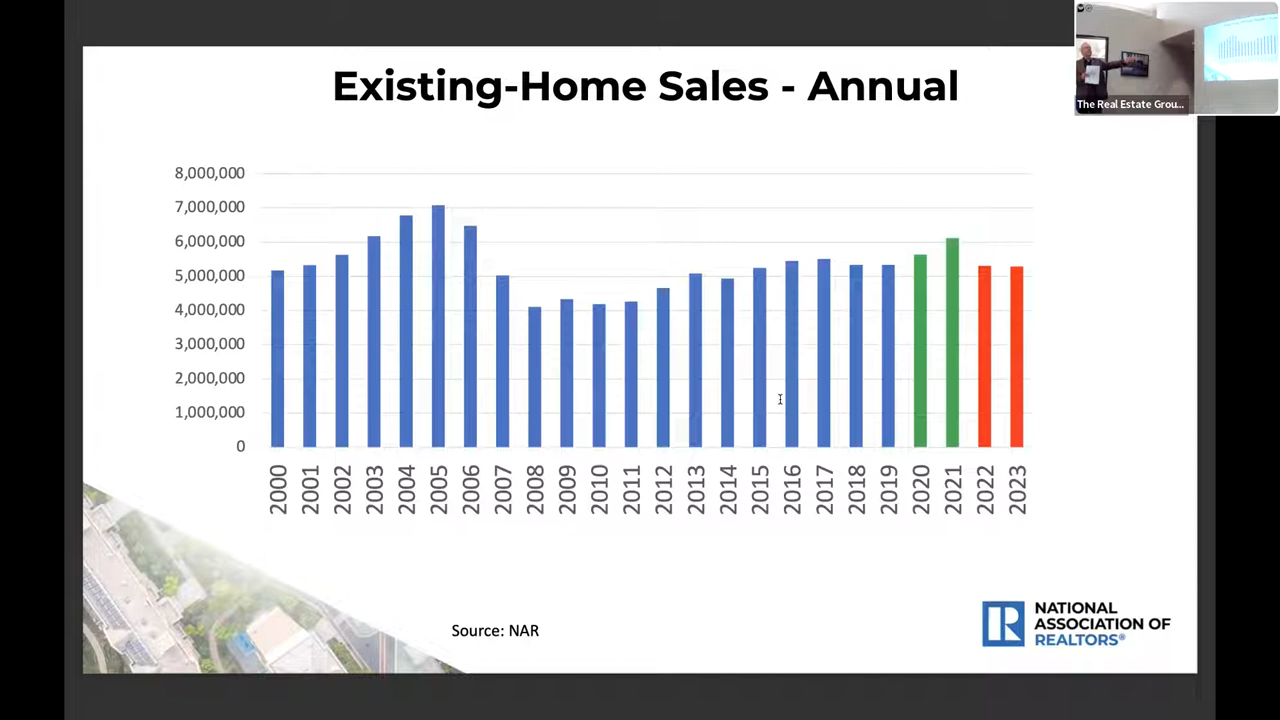 Existing-Home Sales - Annual
The Real Estate Grou...
8,000,000
7,000,000
6,000,000
5,000,000
4,000,000
3,000,000
2,000,000
1,000,000
0
2000 2001 2002 2003 2004 2005 2006 2007 2008 2009 2010 2011 2012 2013 2014 2015 2016 2017 2018 2019 2020 2021 2022 2023
Source: NAR
R
NATIONAL
ASSOCIATION OF
REALTORS®